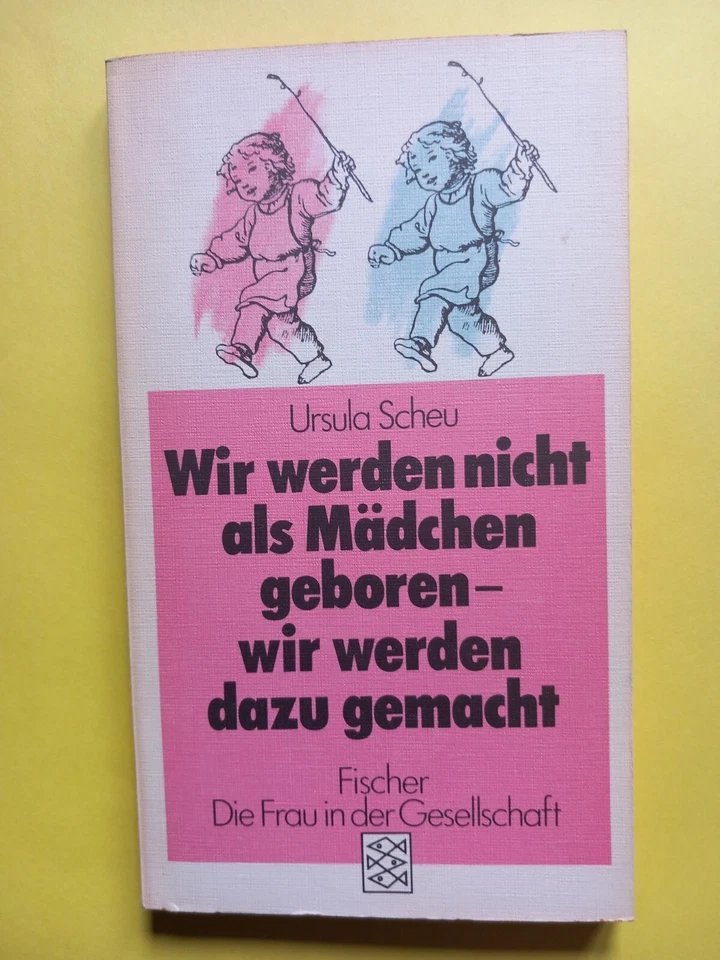 Ursula Scheu
Wir werden nicht
als Mädchen
geboren–
wir werden
dazu gemacht
Fischer
Die Frau in der Gesellschaft